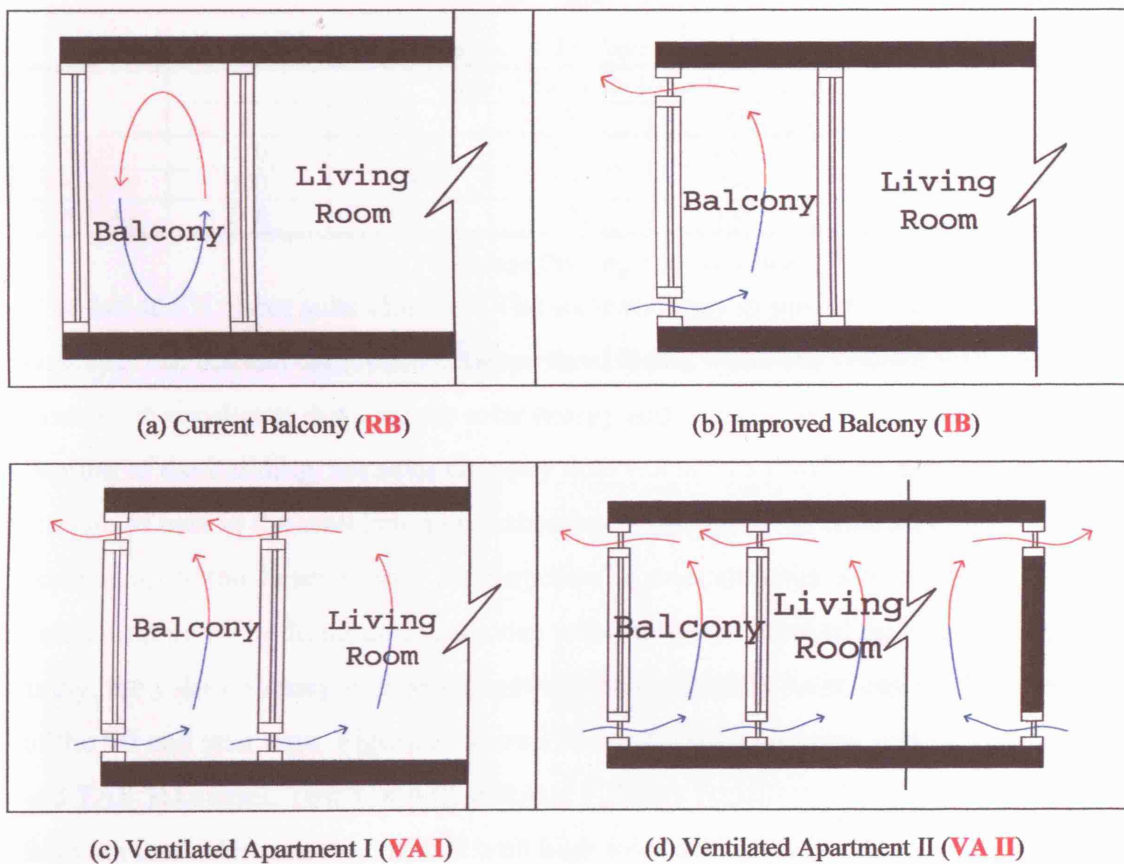 Living
Room
Balcony
Balcony
Living
Room
(a) Current Balcony (RB)
(b) Improved Balcony (IB)
Balcony
Living
Room
Living
Room
Balcony
(c) Ventilated Apartment I (VA I)
(d) Ventilated Apartment II (VA II)